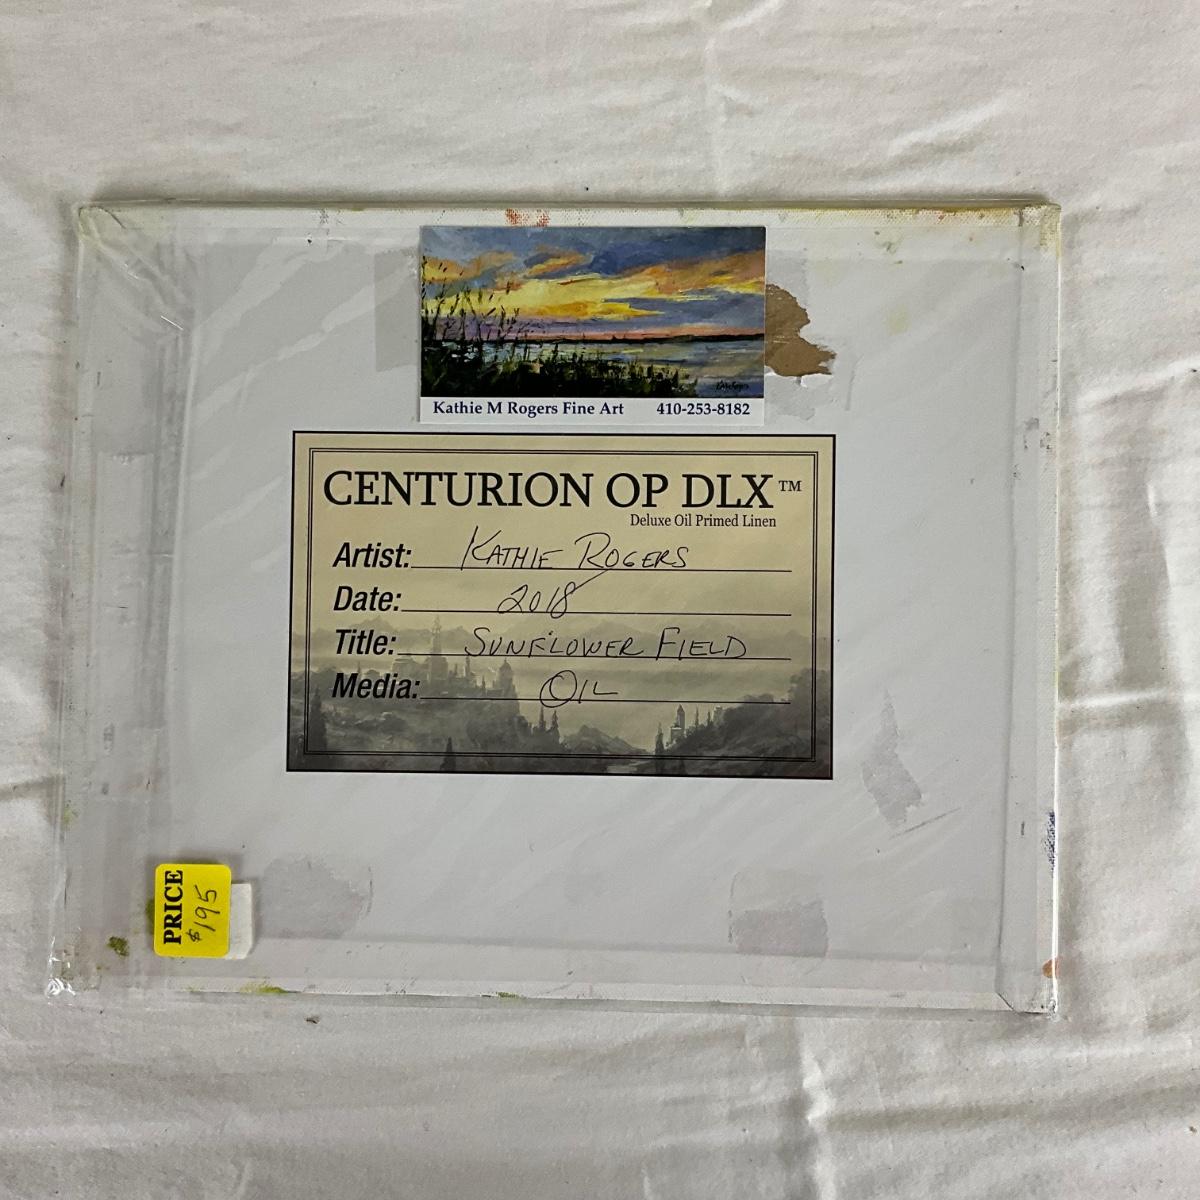 Kathie M Rogers Fine Art 410-253-8182
CENTURION OP DLX™
Deluxe Oil Primed Linen
Artist: KATHIE ROGERS
Date: 2018
Title: SUNFLOWER FIELD
Media: OIL
PRICE
$195